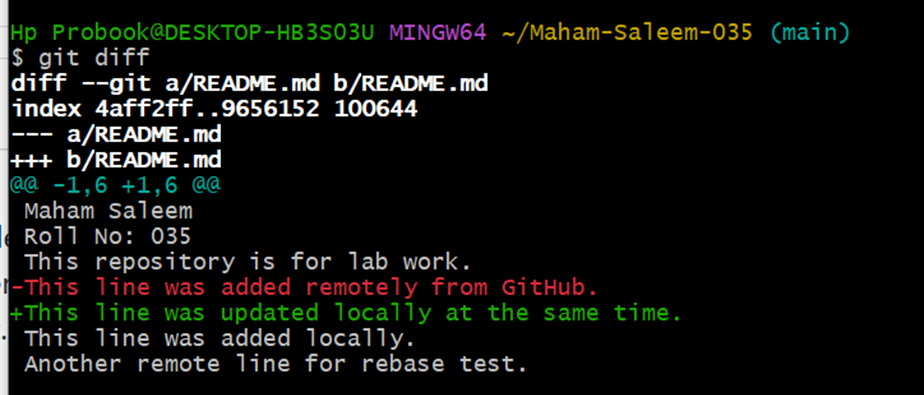 Hp Probook@DESKTOP-HB3S03U MINGW64 ~/Maham-Saleem-035 (main)
$ git diff
diff --git a/README.md b/README.md
index 4aff2ff..9656152 100644
--- a/README.md
+++ b/README.md
@@ -1,6 +1,6 @@
 Maham Saleem
 Roll No: 035
 This repository is for lab work.
-This line was added remotely from GitHub.
+This line was updated locally at the same time.
 This line was added locally.
 Another remote line for rebase test.